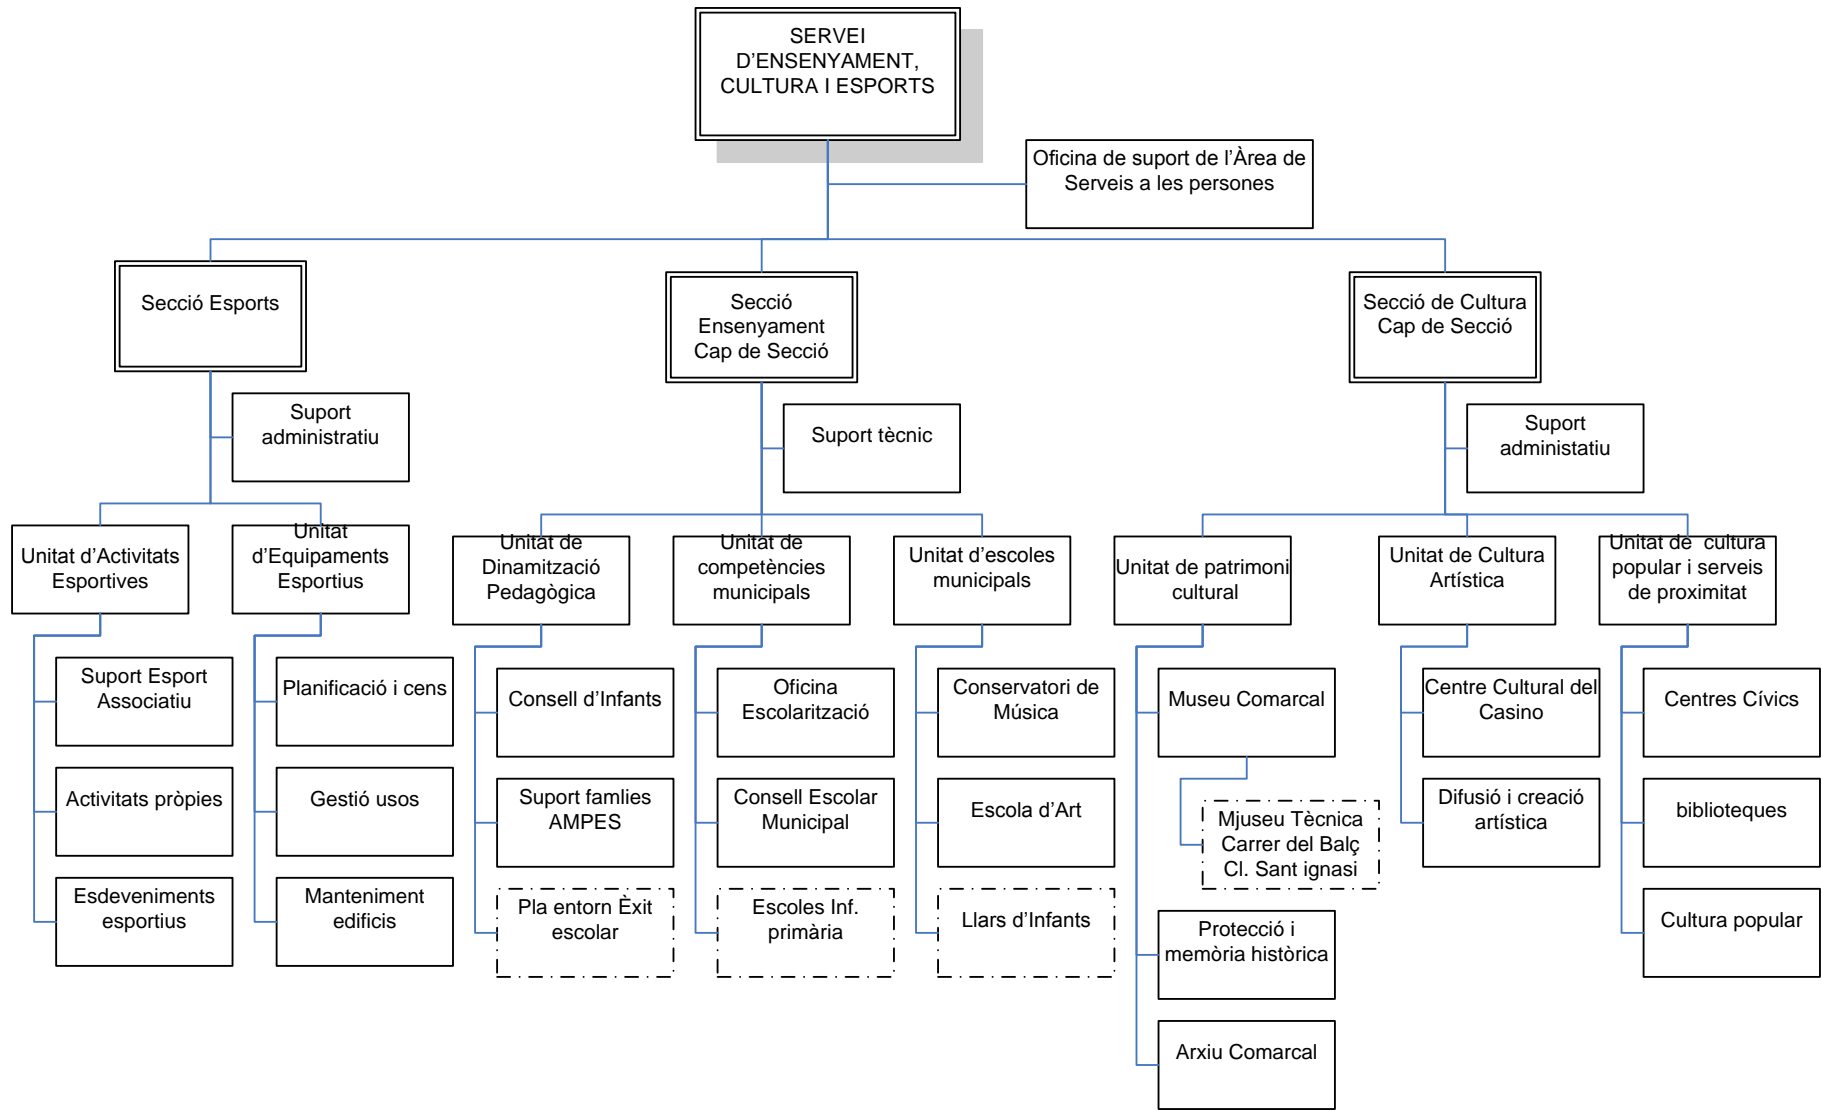 SERVEI
D’ENSENYAMENT,
CULTURA I ESPORTS
Oficina de suport de l’Àrea de
Serveis a les persones
Secció Esports
Secció
Ensenyament
Cap de Secció
Secció de Cultura
Cap de Secció
Suport
administratiu
Suport tècnic
Suport
administatiu
Unitat d’Activitats
Esportives
Unitat
d’Equipaments
Esportius
Unitat de
Dinamització
Pedagògica
Unitat de
competències
municipals
Unitat d’escoles
municipals
Unitat de patrimoni
cultural
Unitat de Cultura
Artística
Unitat de cultura
popular i serveis
de proximitat
Suport Esport
Associatiu
Planificació i cens
Consell d’Infants
Oficina
Escolarització
Conservatori de
Música
Museu Comarcal
Centre Cultural del
Casino
Centres Cívics
Activitats pròpies
Gestió usos
Suport famlies
AMPES
Consell Escolar
Municipal
Escola d’Art
Mjuseu Tècnica
Carrer del Balç
Cl. Sant ignasi
Difusió i creació
artística
biblioteques
Esdeveniments
esportius
Manteniment
edificis
Pla entorn Èxit
escolar
Escoles Inf.
primària
Llars d’Infants
Protecció i
memòria històrica
Cultura popular
Arxiu Comarcal